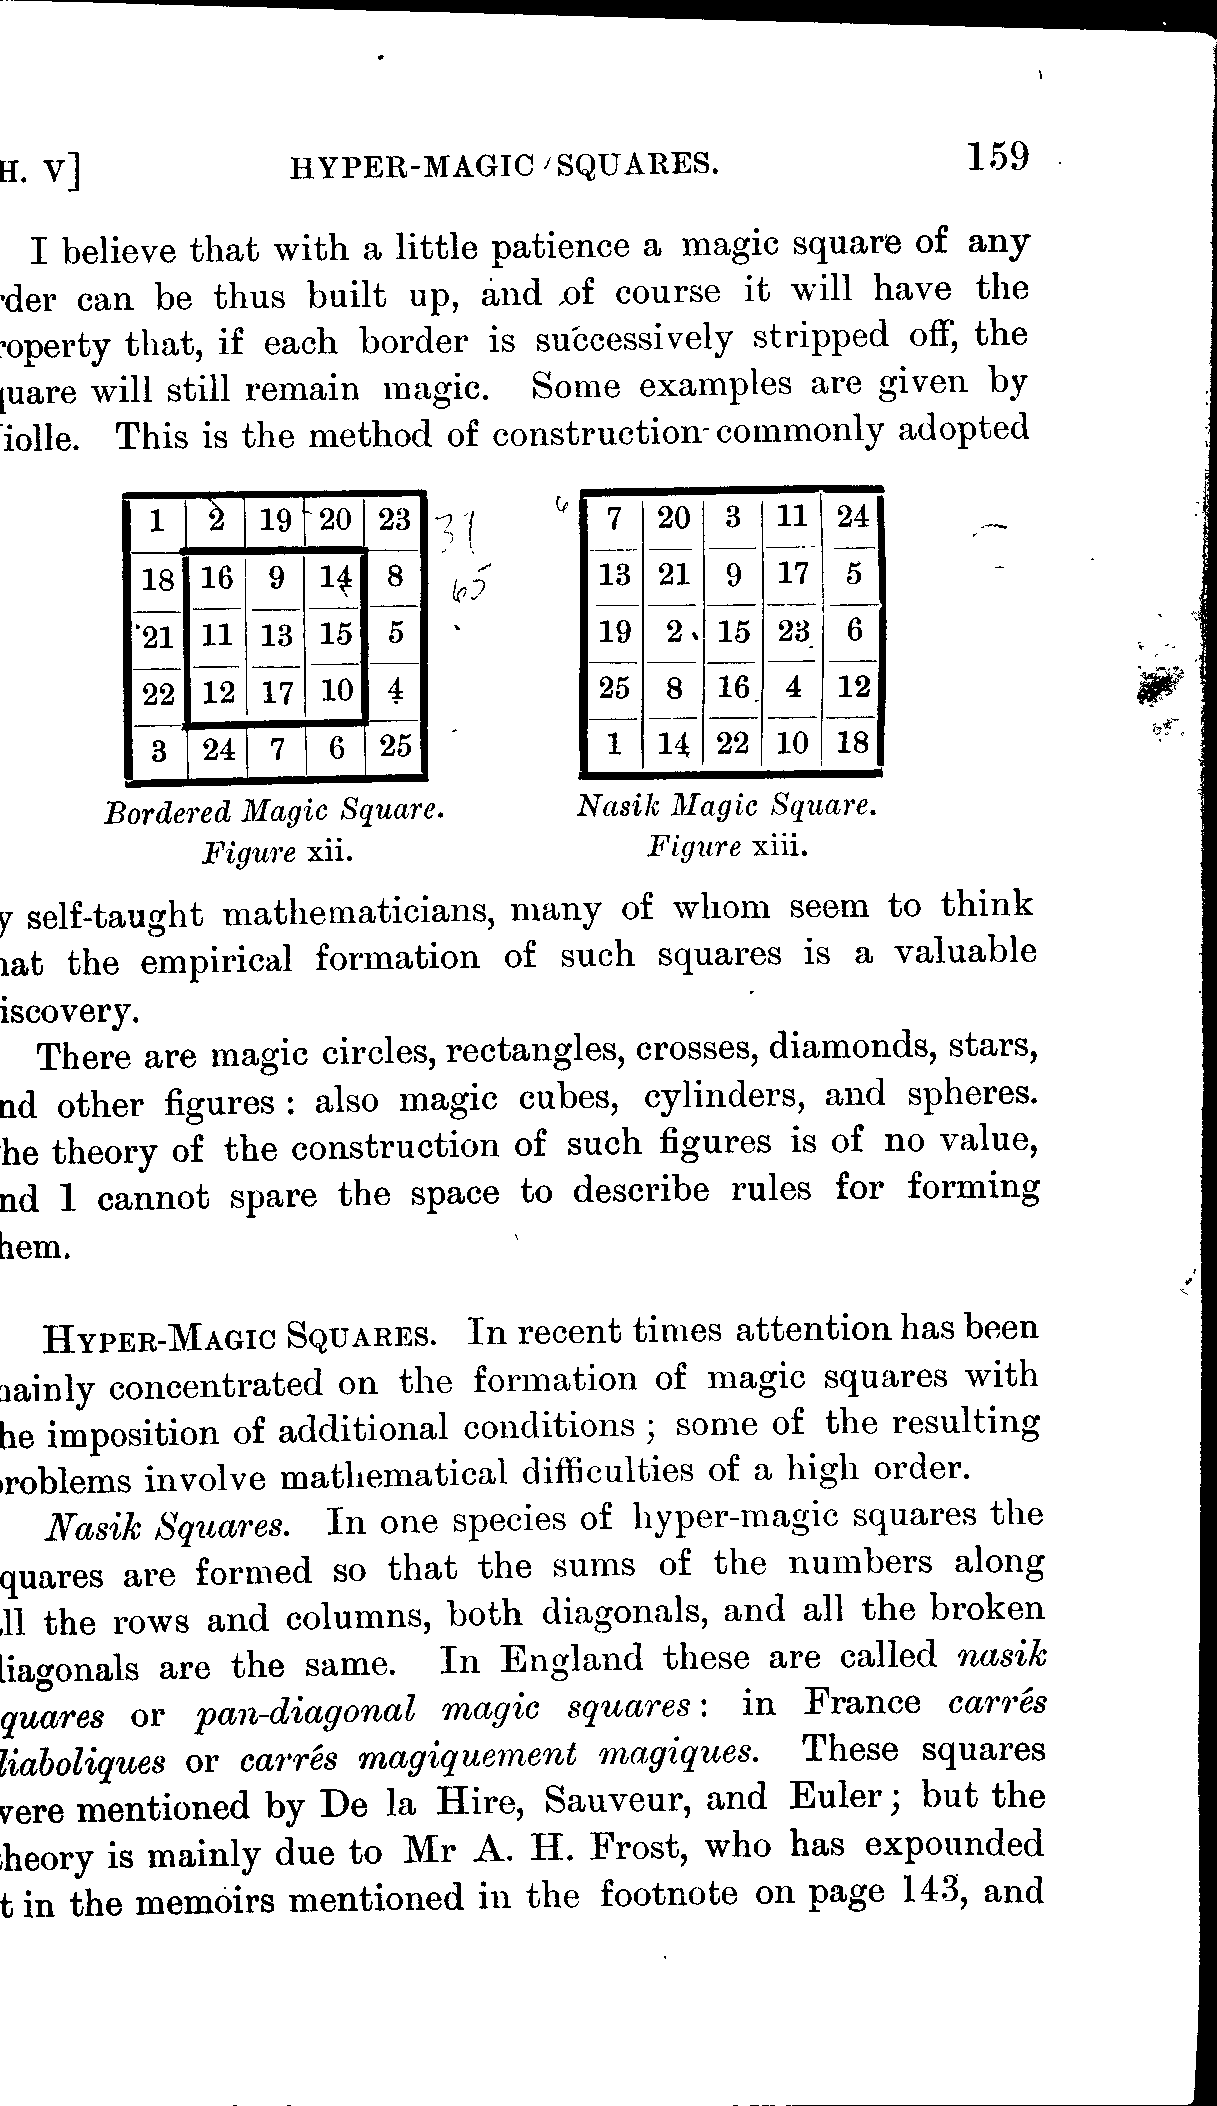 H. V] HYPER-MAGIC SQUARES. 159
I believe that with a little patience a magic square of any
rder can be thus built up, and of course it will have the
roperty that, if each border is successively stripped off, the
quare will still remain magic. Some examples are given by
iolle. This is the method of construction commonly adopted
1 2 19 20 23 31
18 16 9 14 8 65
21 11 13 15 5
22 12 17 10 4
3 24 7 6 25
Bordered Magic Square.
Figure xii.
7 20 3 11 24
13 21 9 17 5
19 2 15 23 6
25 8 16 4 12
1 14 22 10 18
Nasik Magic Square.
Figure xiii.
y self-taught mathematicians, many of whom seem to think
hat the empirical formation of such squares is a valuable
iscovery.
There are magic circles, rectangles, crosses, diamonds, stars,
nd other figures : also magic cubes, cylinders, and spheres.
he theory of the construction of such figures is of no value,
nd I cannot spare the space to describe rules for forming
hem.
HYPER-MAGIC SQUARES. In recent times attention has been
mainly concentrated on the formation of magic squares with
he imposition of additional conditions ; some of the resulting
problems involve mathematical difficulties of a high order.
Nasik Squares. In one species of hyper-magic squares the
quares are formed so that the sums of the numbers along
ll the rows and columns, both diagonals, and all the broken
diagonals are the same. In England these are called nasik
quares or pan-diagonal magic squares : in France carrés
diaboliques or carrés magiquement magiques. These squares
were mentioned by De la Hire, Sauveur, and Euler ; but the
theory is mainly due to Mr A. H. Frost, who has expounded
t in the memoirs mentioned in the footnote on page 143, and